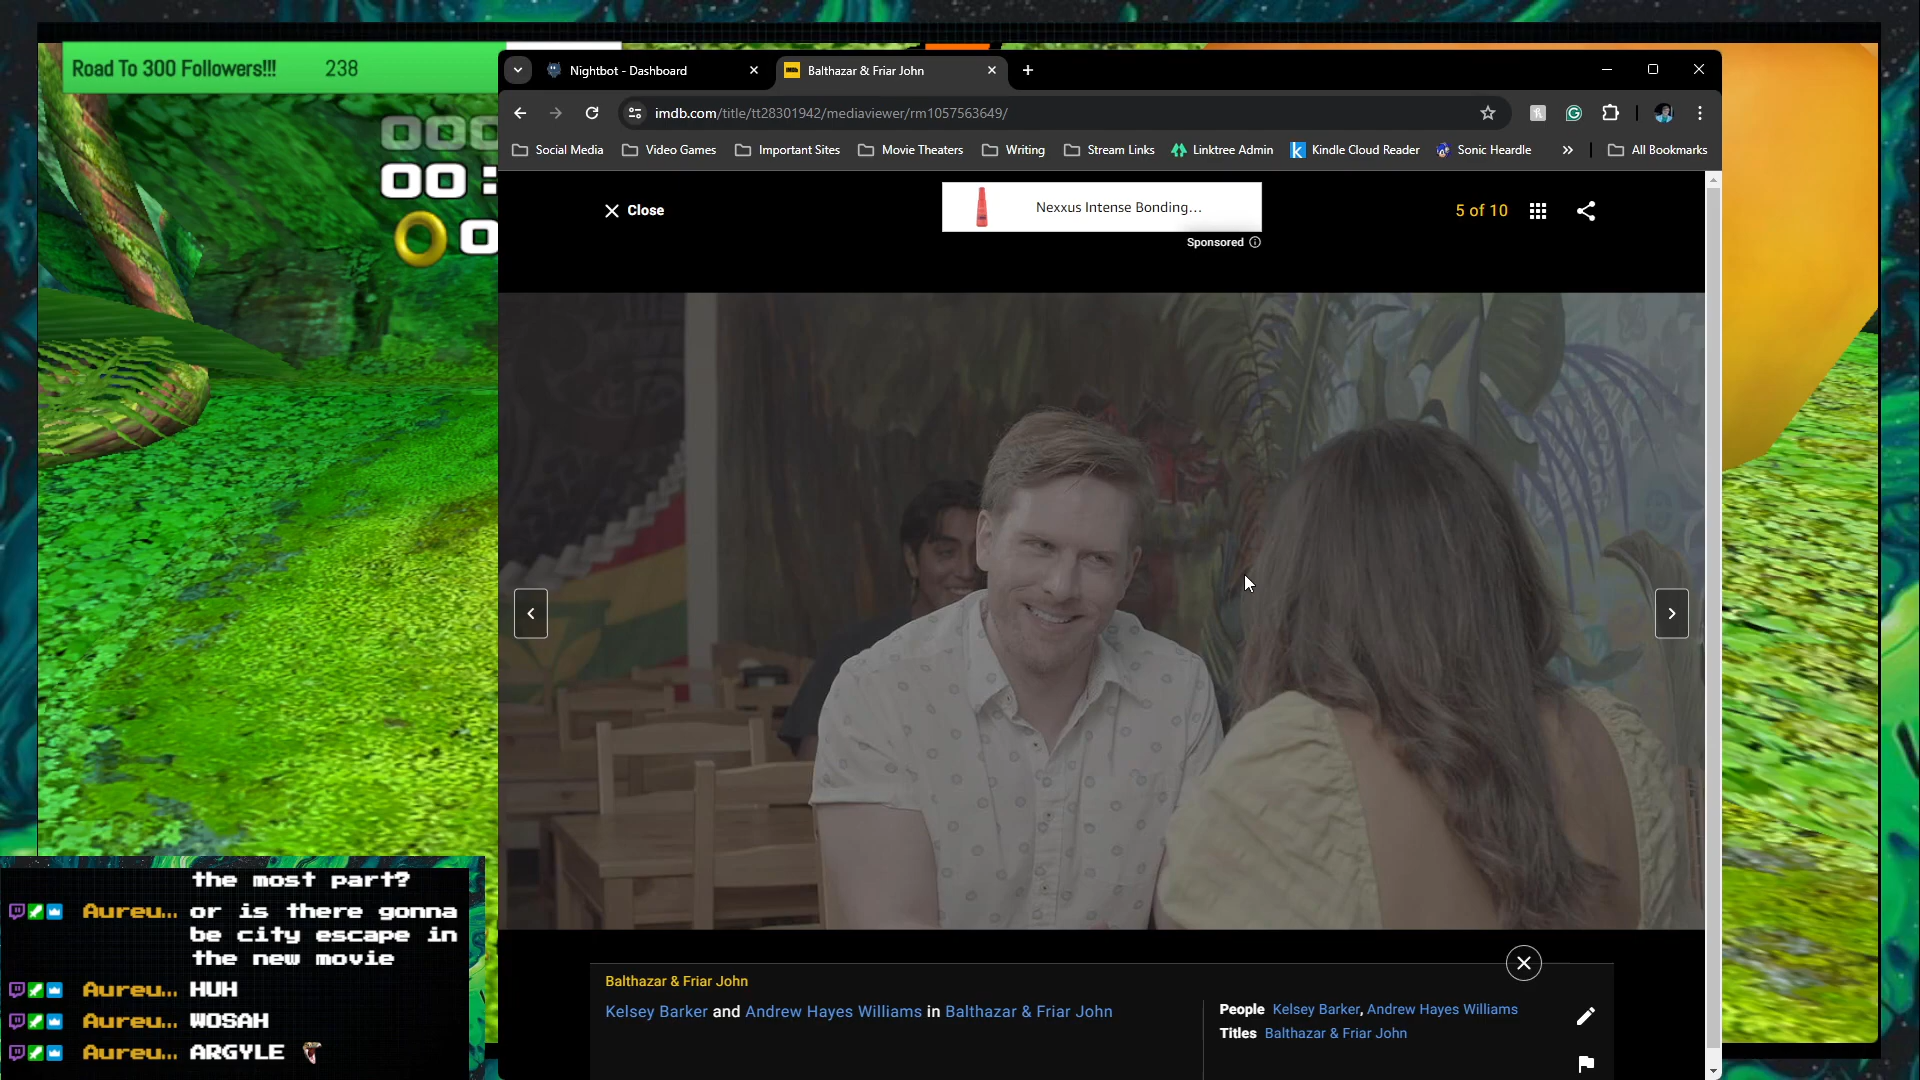 Road To 300 Followers!!! 238
000
00:
0
Nightbot - Dashboard
Balthazar & Friar John
imdb.com/title/tt28301942/mediaviewer/rm1057563649/
Social Media
Video Games
Important Sites
Movie Theaters
Writing
Stream Links
Linktree Admin
Kindle Cloud Reader
Sonic Heardle
All Bookmarks
Close
Nexxus Intense Bonding...
Sponsored
5 of 10
the most part?
Aureu... or is there gonna
be city escape in
the new movie
Aureu... HUH
Aureu... WOSAH
Aureu... ARGYLE
Balthazar & Friar John
Kelsey Barker and Andrew Hayes Williams in Balthazar & Friar John
People Kelsey Barker, Andrew Hayes Williams
Titles Balthazar & Friar John